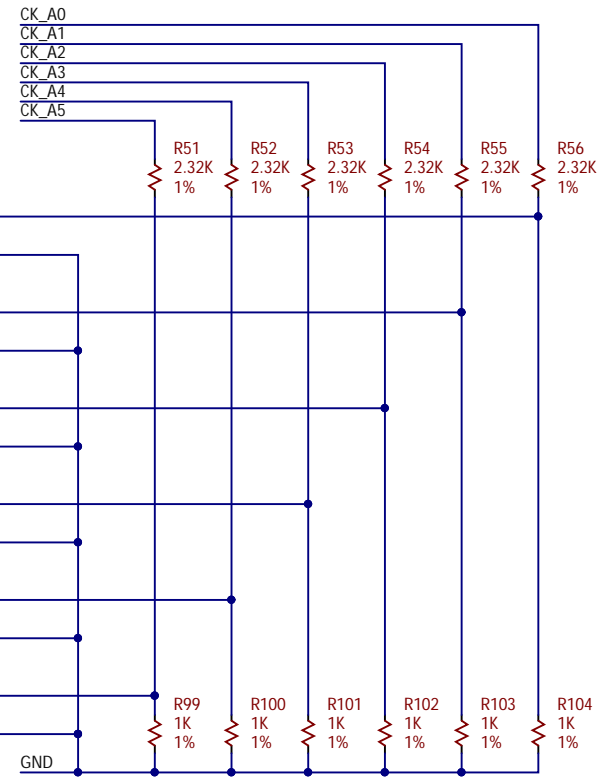 CK_A0
CK_A1
CK_A2
CK_A3
CK_A4
CK_A5
R51 R52 R53 R54 R55 R56
2.32K 2.32K 2.32K 2.32K 2.32K 2.32K
1% 1% 1% 1% 1% 1%
R99 R100 R101 R102 R103 R104
1K 1K 1K 1K 1K 1K
1% 1% 1% 1% 1% 1%
GND